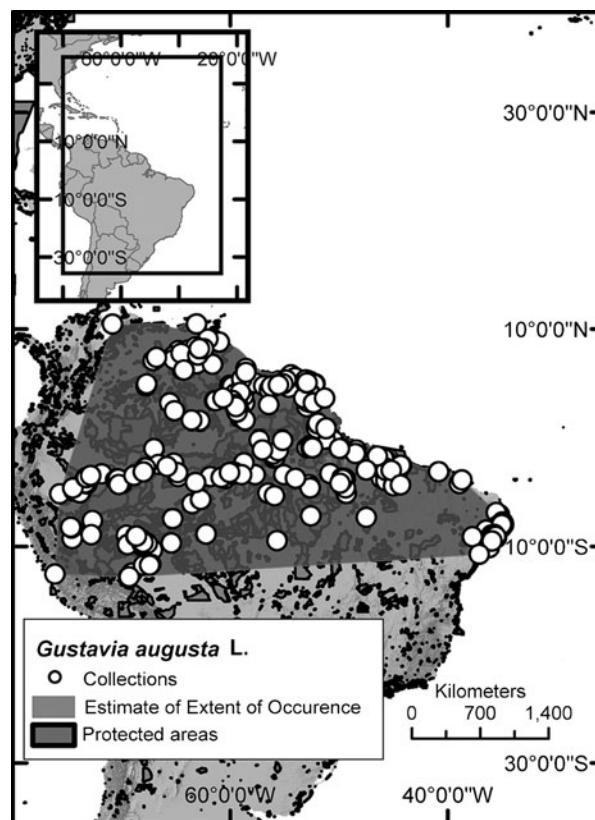 60°0'0"W 20°0'0"W
10°0'0"N
10°0'0"S
30°0'0"S
30°0'0"N
10°0'0"N
10°0'0"S
Gustavia augusta L.
Collections
Estimate of Extent of Occurence
Protected areas
Kilometers
0 700 1,400
30°0'0"S
60°0'0"W 40°0'0"W